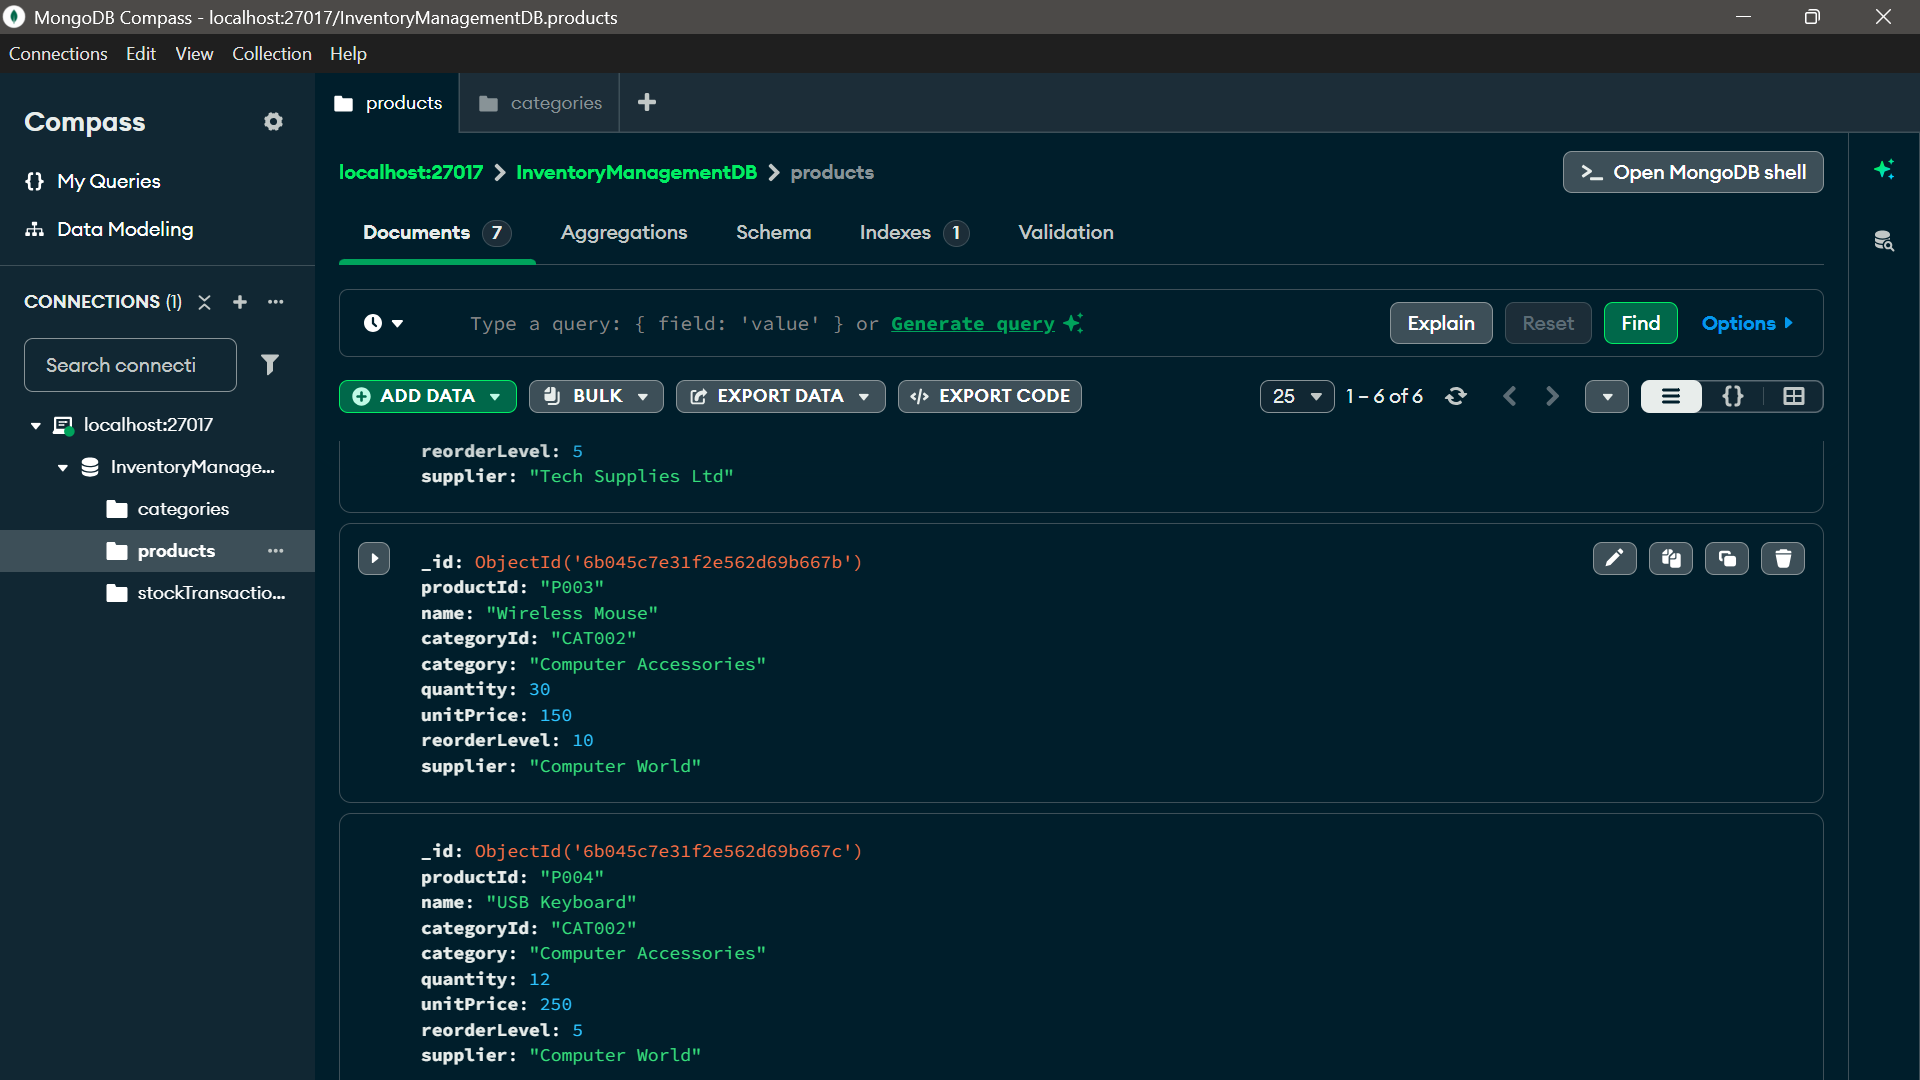 MongoDB Compass - localhost:27017/InventoryManagementDB.products
Connections Edit View Collection Help
Compass
{} My Queries
Data Modeling
CONNECTIONS (1)
Search connecti
localhost:27017
InventoryManage...
categories
products
stockTransactio...
products categories
localhost:27017 > InventoryManagementDB > products
>_ Open MongoDB shell
Documents 7 Aggregations Schema Indexes 1 Validation
Type a query: { field: 'value' } or Generate query
Explain Reset Find Options
ADD DATA BULK EXPORT DATA </> EXPORT CODE
25 1 – 6 of 6 {}
reorderLevel: 5
supplier: "Tech Supplies Ltd"
_id: ObjectId('6b045c7e31f2e562d69b667b')
productId: "P003"
name: "Wireless Mouse"
categoryId: "CAT002"
category: "Computer Accessories"
quantity: 30
unitPrice: 150
reorderLevel: 10
supplier: "Computer World"
_id: ObjectId('6b045c7e31f2e562d69b667c')
productId: "P004"
name: "USB Keyboard"
categoryId: "CAT002"
category: "Computer Accessories"
quantity: 12
unitPrice: 250
reorderLevel: 5
supplier: "Computer World"